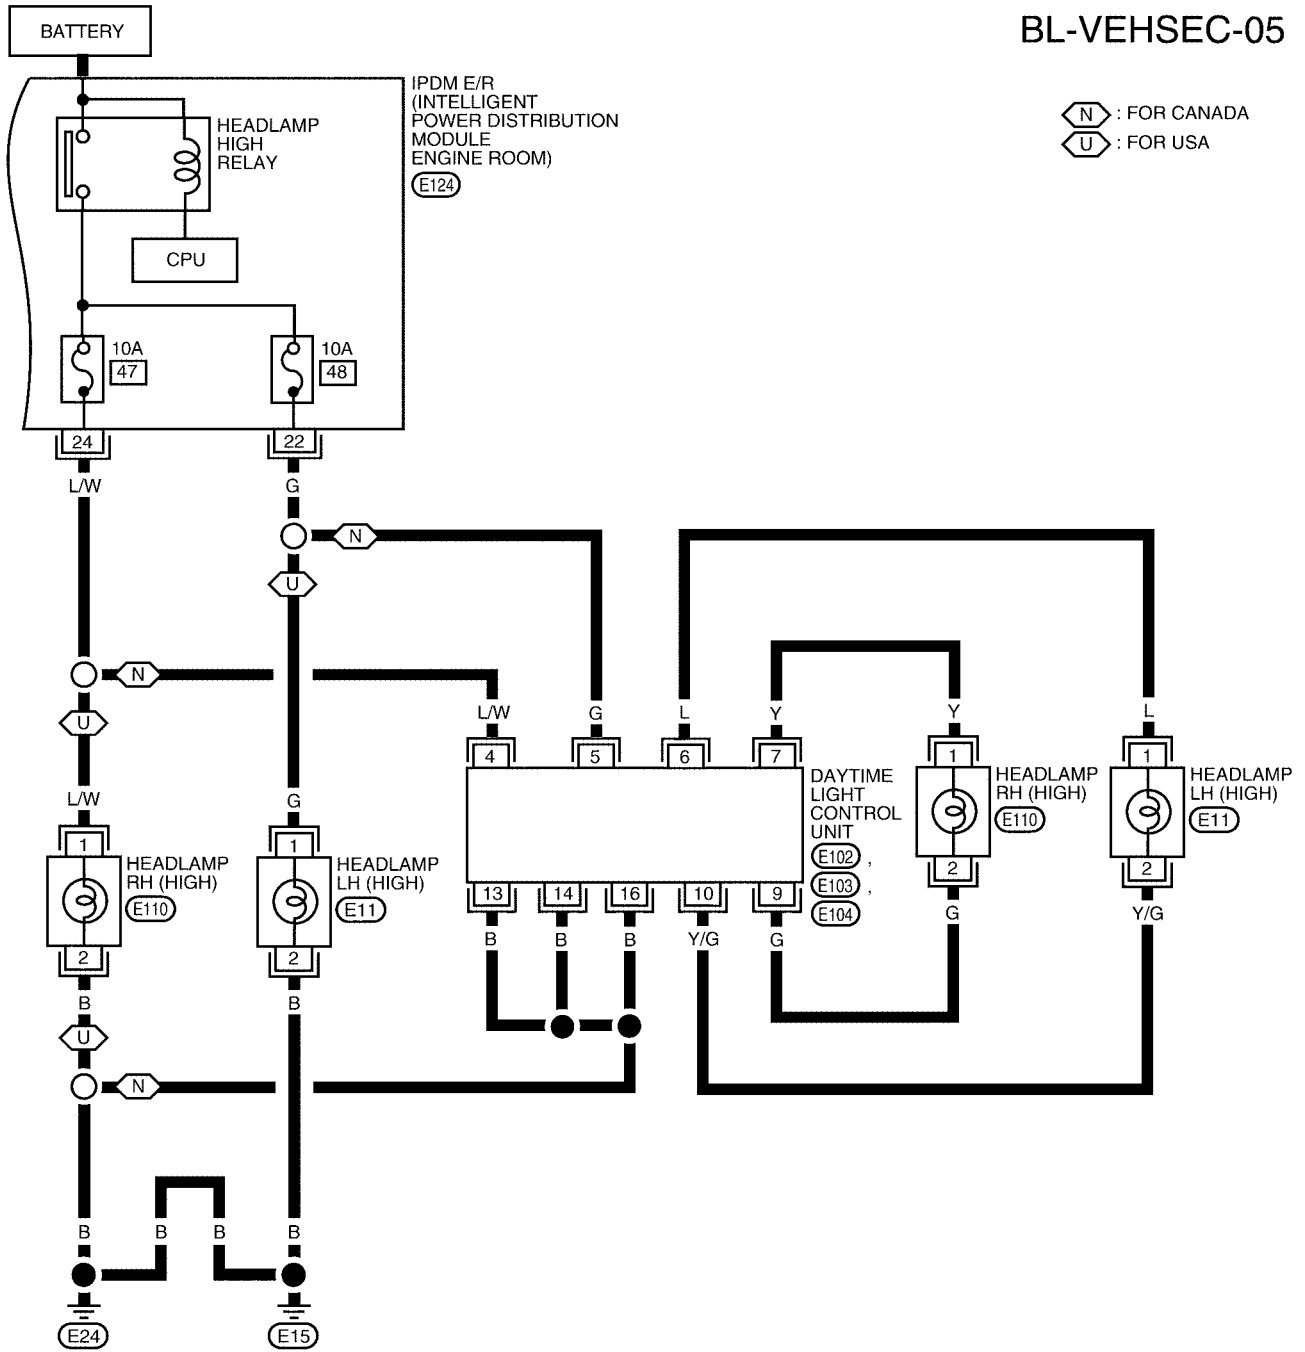 BATTERY
BL-VEHSEC-05
IPDM E/R
(INTELLIGENT
POWER DISTRIBUTION
MODULE
ENGINE ROOM)
E124
N : FOR CANADA
U : FOR USA
HEADLAMP
HIGH
RELAY
CPU
10A
47
10A
48
24
22
L/W
G
N
U
N
U
L/W
G
L
Y
Y
L
4
5
6
7
1
1
L/W
G
DAYTIME
LIGHT
CONTROL
UNIT
E102 ,
E103 ,
E104
HEADLAMP
RH (HIGH)
E110
HEADLAMP
LH (HIGH)
E11
1
1
HEADLAMP
RH (HIGH)
E110
HEADLAMP
LH (HIGH)
E11
2
2
13
14
16
10
9
2
2
B
B
B
Y/G
G
G
Y/G
B
B
U
N
B
B
B
B
E24
E15